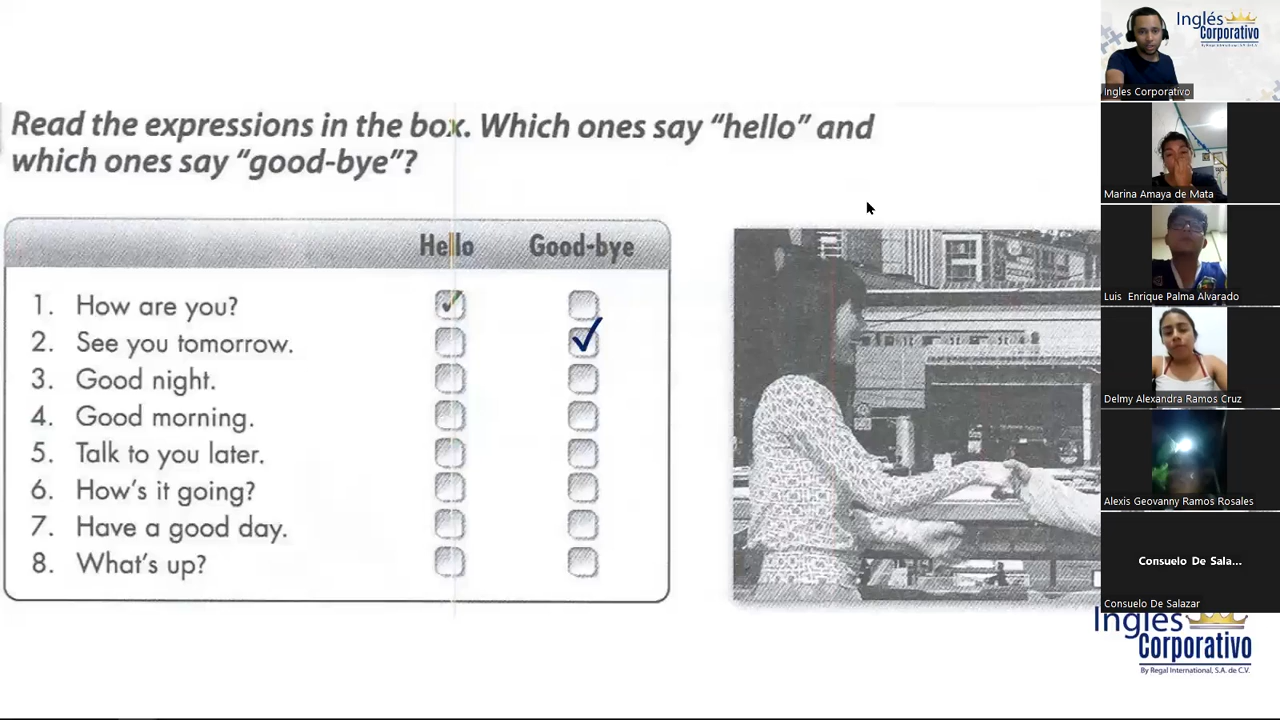 Read the expressions in the box. Which ones say "hello" and
which ones say "good-bye"?
Hello Good-bye
1. How are you?
2. See you tomorrow.
3. Good night.
4. Good morning.
5. Talk to you later.
6. How's it going?
7. Have a good day.
8. What's up?
Inglés
Corporativo
Ingles Corporativo
Marina Amaya de Mata
Luis Enrique Palma Alvarado
Delmy Alexandra Ramos Cruz
Alexis Geovanny Ramos Rosales
Consuelo De Sala...
Consuelo De Salazar
Inglés
Corporativo
By Regal International, S.A. de C.V.